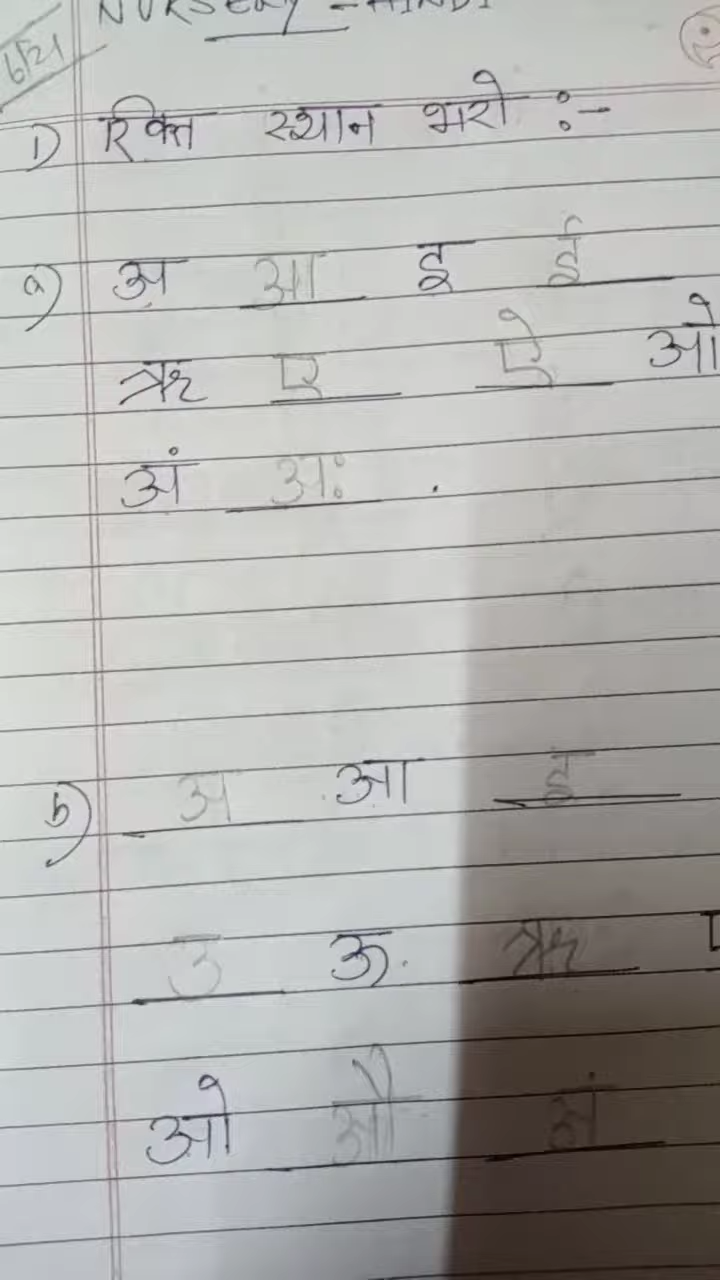 NURSERY - HINDI
6/21
1) रिक्त स्थान भरो :-
a) अ आ इ ई
ऋ ए ऐ ओ
अं अः .
b) अ आ इ
उ ऊ ऋ
ओ औ अं